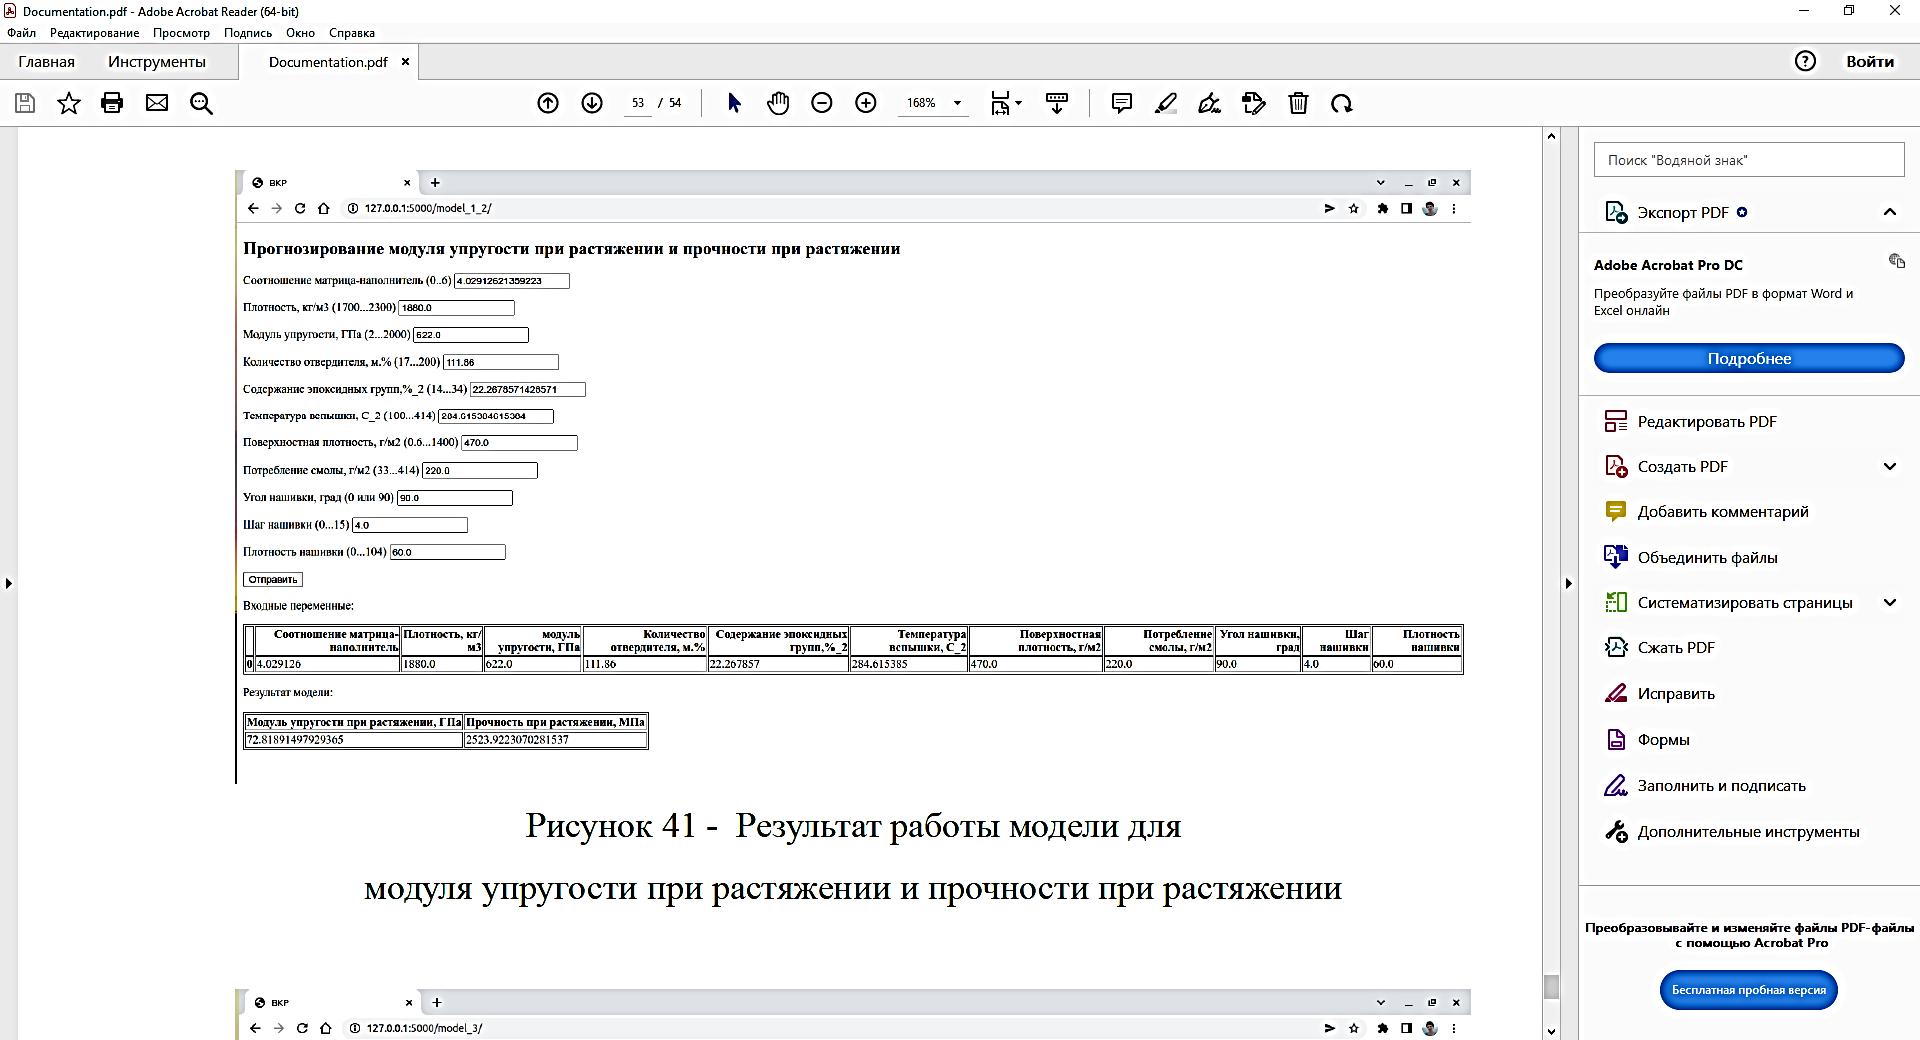 Documentation.pdf - Adobe Acrobat Reader (64-bit)
Файл Редактирование Просмотр Подпись Окно Справка
Главная Инструменты Documentation.pdf Войти
53 / 54 168%
ВКР
127.0.0.1:5000/model_1_2/
Прогнозирование модуля упругости при растяжении и прочности при растяжении
Соотношение матрица-наполнитель (0..6) 4.02912621359223
Плотность, кг/м3 (1700...2300) 1880.0
Модуль упругости, ГПа (2...2000) 622.0
Количество отвердителя, м.% (17...200) 111.86
Содержание эпоксидных групп,%_2 (14...34) 22.2678571428571
Температура вспышки, С_2 (100...414) 284.615384615384
Поверхностная плотность, г/м2 (0.6...1400) 470.0
Потребление смолы, г/м2 (33...414) 220.0
Угол нашивки, град (0 или 90) 90.0
Шаг нашивки (0...15) 4.0
Плотность нашивки (0...104) 60.0
Отправить
Входные переменные:
Соотношение матрица- Плотность, кг/ модуль Количество Содержание эпоксидных Температура Поверхностная Потребление Угол нашивки, Шаг Плотность
наполнитель м3 упругости, ГПа отвердителя, м.% групп,%_2 вспышки, С_2 плотность, г/м2 смолы, г/м2 град нашивки нашивки
0 4.029126 1880.0 622.0 111.86 22.267857 284.615385 470.0 220.0 90.0 4.0 60.0
Результат модели:
Модуль упругости при растяжении, ГПа Прочность при растяжении, МПа
72.81891497929365 2523.9223070281537
Рисунок 41 - Результат работы модели для
модуля упругости при растяжении и прочности при растяжении
ВКР
127.0.0.1:5000/model_3/
Поиск "Водяной знак"
Экспорт PDF
Adobe Acrobat Pro DC
Преобразуйте файлы PDF в формат Word и
Excel онлайн
Подробнее
Редактировать PDF
Создать PDF
Добавить комментарий
Объединить файлы
Систематизировать страницы
Сжать PDF
Исправить
Формы
Заполнить и подписать
Дополнительные инструменты
Преобразовывайте и изменяйте файлы PDF-файлы
с помощью Acrobat Pro
Бесплатная пробная версия